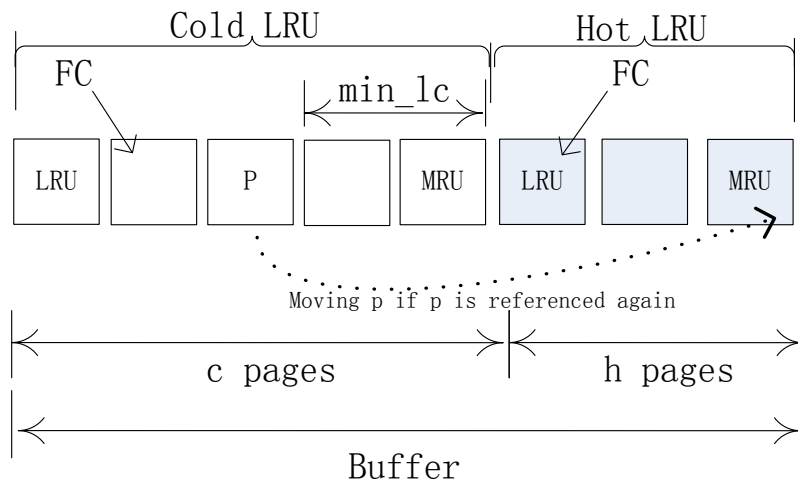 Cold LRU
Hot LRU
FC
min_lc
FC
LRU
P
MRU
LRU
MRU
Moving p if p is referenced again
c pages
h pages
Buffer